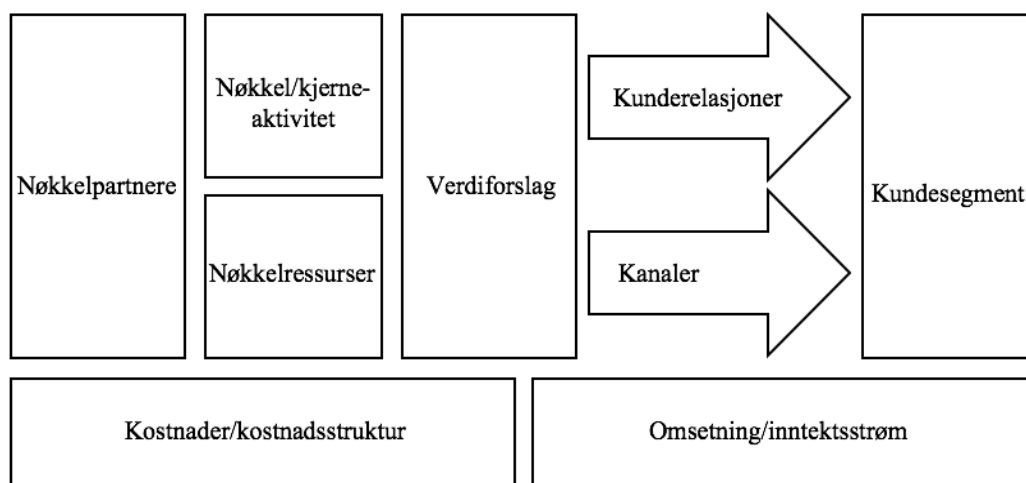 Nøkkelpartnere
Nøkkel/kjerne-
aktivitet
Nøkkelressurser
Verdiforslag
Kunderelasjoner
Kanaler
Kundesegment
Kostnader/kostnadsstruktur
Omsetning/inntektsstrøm